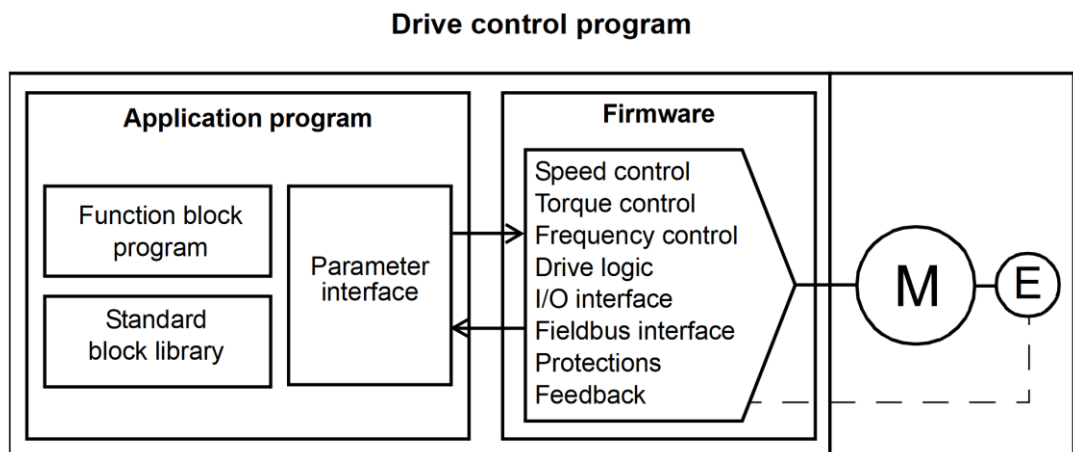 Drive control program
Application program
Function block
program
Standard
block library
Parameter
interface
Firmware
Speed control
Torque control
Frequency control
Drive logic
I/O interface
Fieldbus interface
Protections
Feedback
M
E